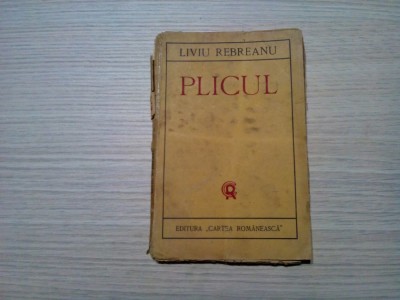 LIVIU REBREANU
PLICUL
EDITURA „CARTEA ROMÂNEASCĂ"